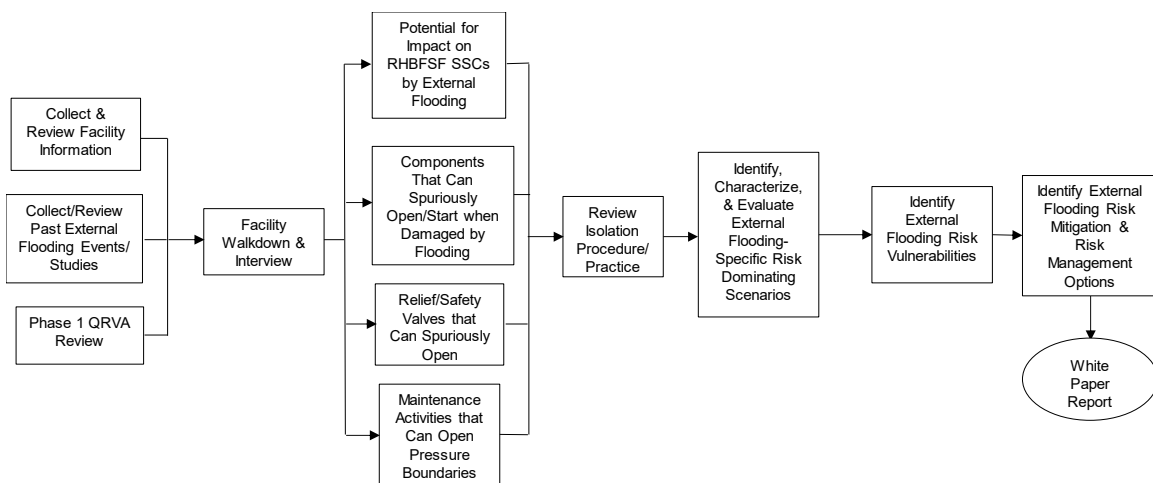 Collect &
Review Facility
Information
Collect/Review
Past External
Flooding Events/
Studies
Phase 1 QRVA
Review
Facility
Walkdown &
Interview
Potential for
Impact on
RHBFSF SSCs
by External
Flooding
Components
That Can
Spuriously
Open/Start when
Damaged by
Flooding
Relief/Safety
Valves that
Can Spuriously
Open
Maintenance
Activities that
Can Open
Pressure
Boundaries
Review
Isolation
Procedure/
Practice
Identify,
Characterize,
& Evaluate
External
Flooding-
Specific Risk
Dominating
Scenarios
Identify
External
Flooding Risk
Vulnerabilities
Identify External
Flooding Risk
Mitigation &
Risk
Management
Options
White
Paper
Report